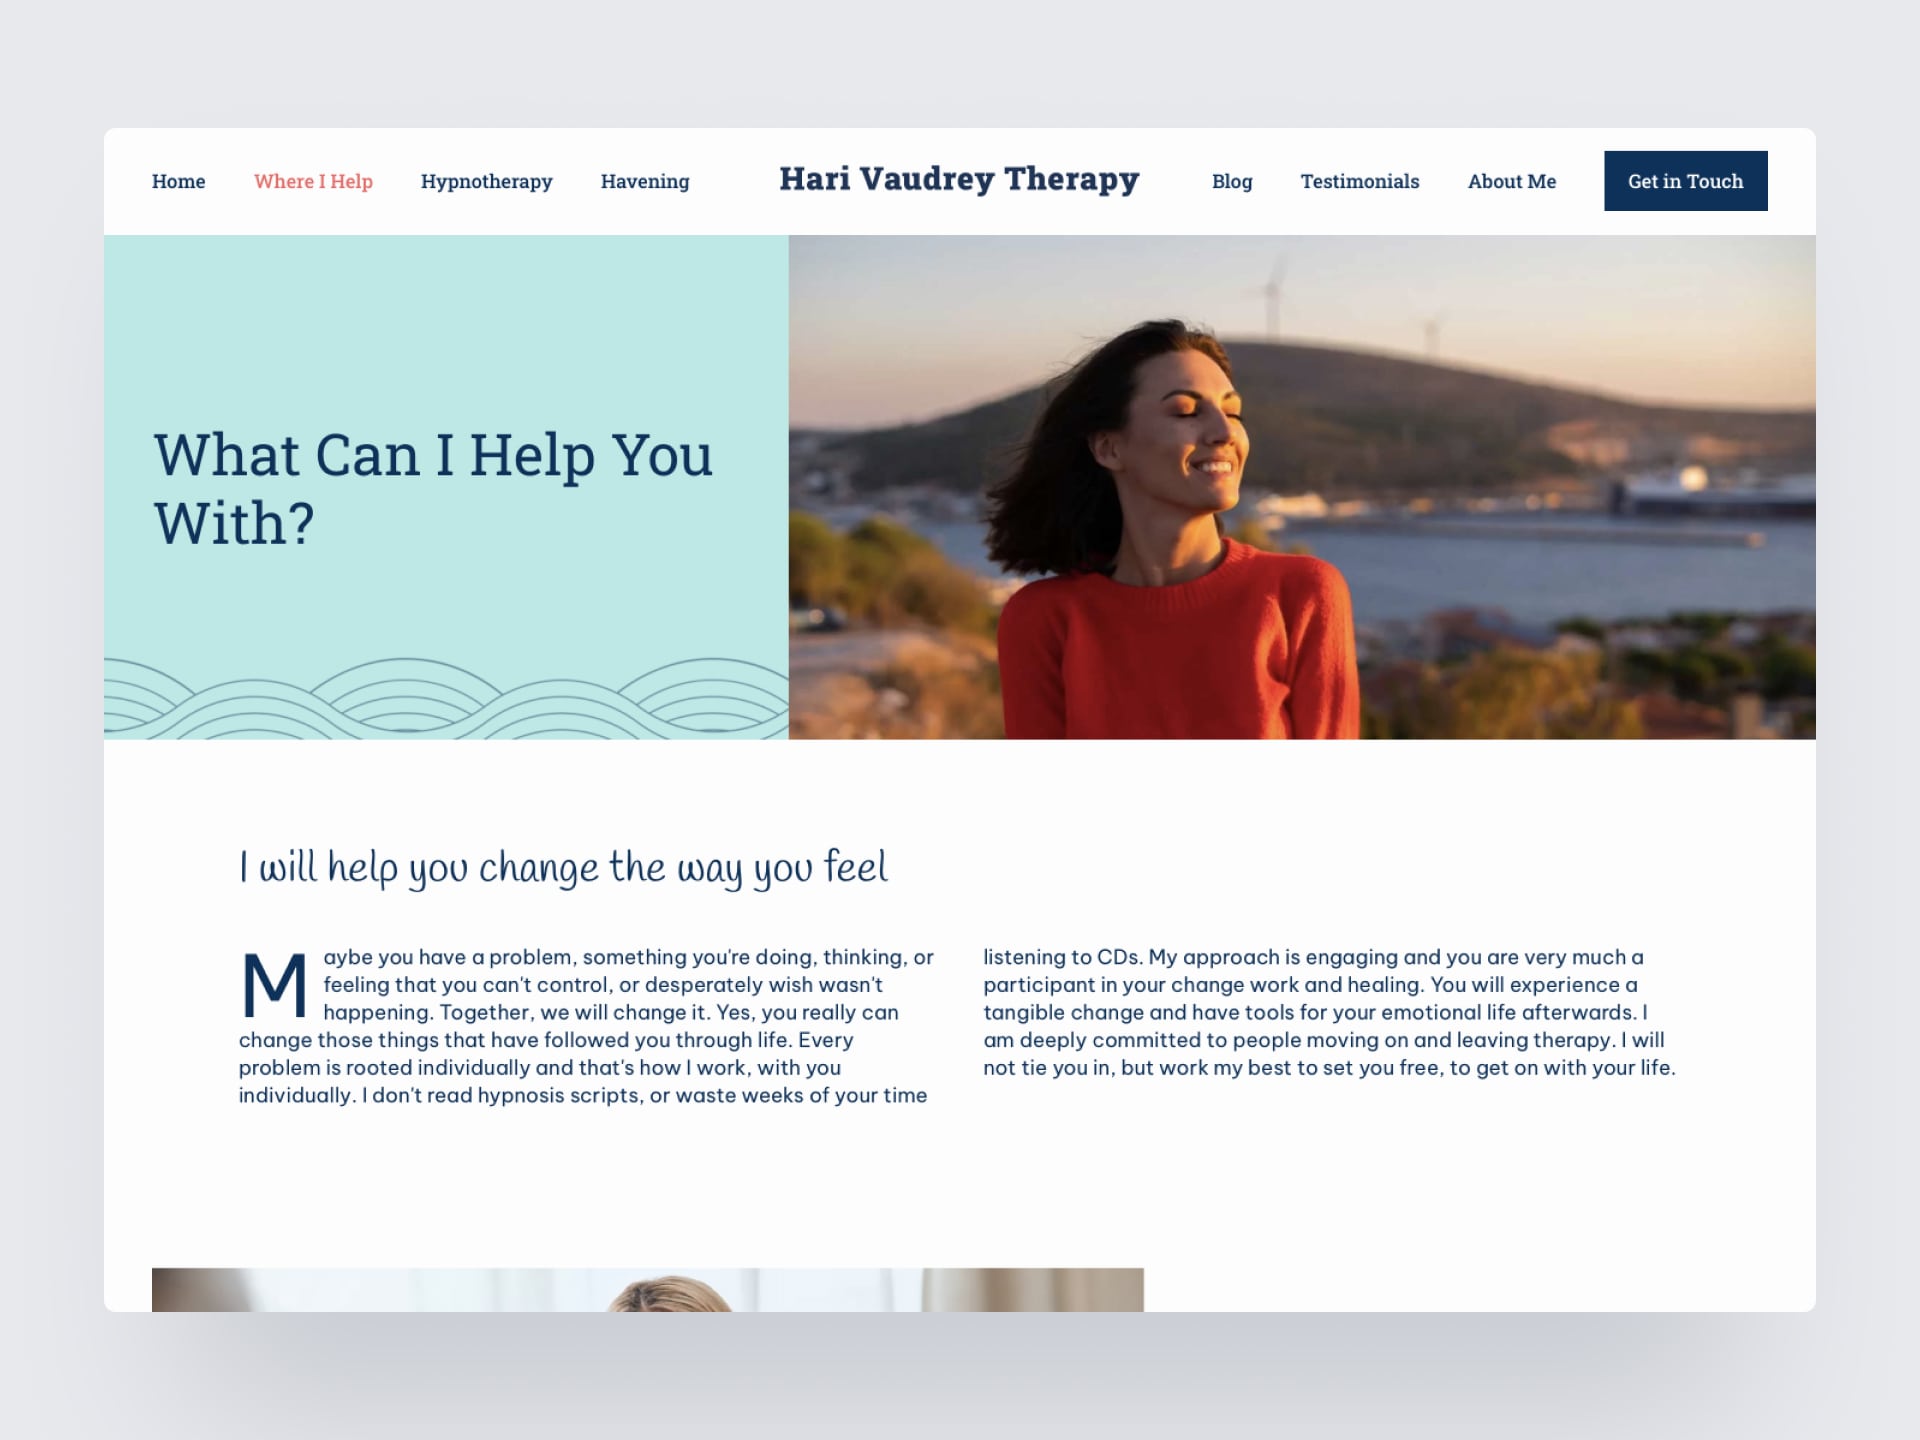 Home Where I Help Hypnotherapy Havening Hari Vaudrey Therapy Blog Testimonials About Me Get in Touch
What Can I Help You
With?
I will help you change the way you feel
Maybe you have a problem, something you're doing, thinking, or
feeling that you can't control, or desperately wish wasn't
happening. Together, we will change it. Yes, you really can
change those things that have followed you through life. Every
problem is rooted individually and that's how I work, with you
individually. I don't read hypnosis scripts, or waste weeks of your time
listening to CDs. My approach is engaging and you are very much a
participant in your change work and healing. You will experience a
tangible change and have tools for your emotional life afterwards. I
am deeply committed to people moving on and leaving therapy. I will
not tie you in, but work my best to set you free, to get on with your life.